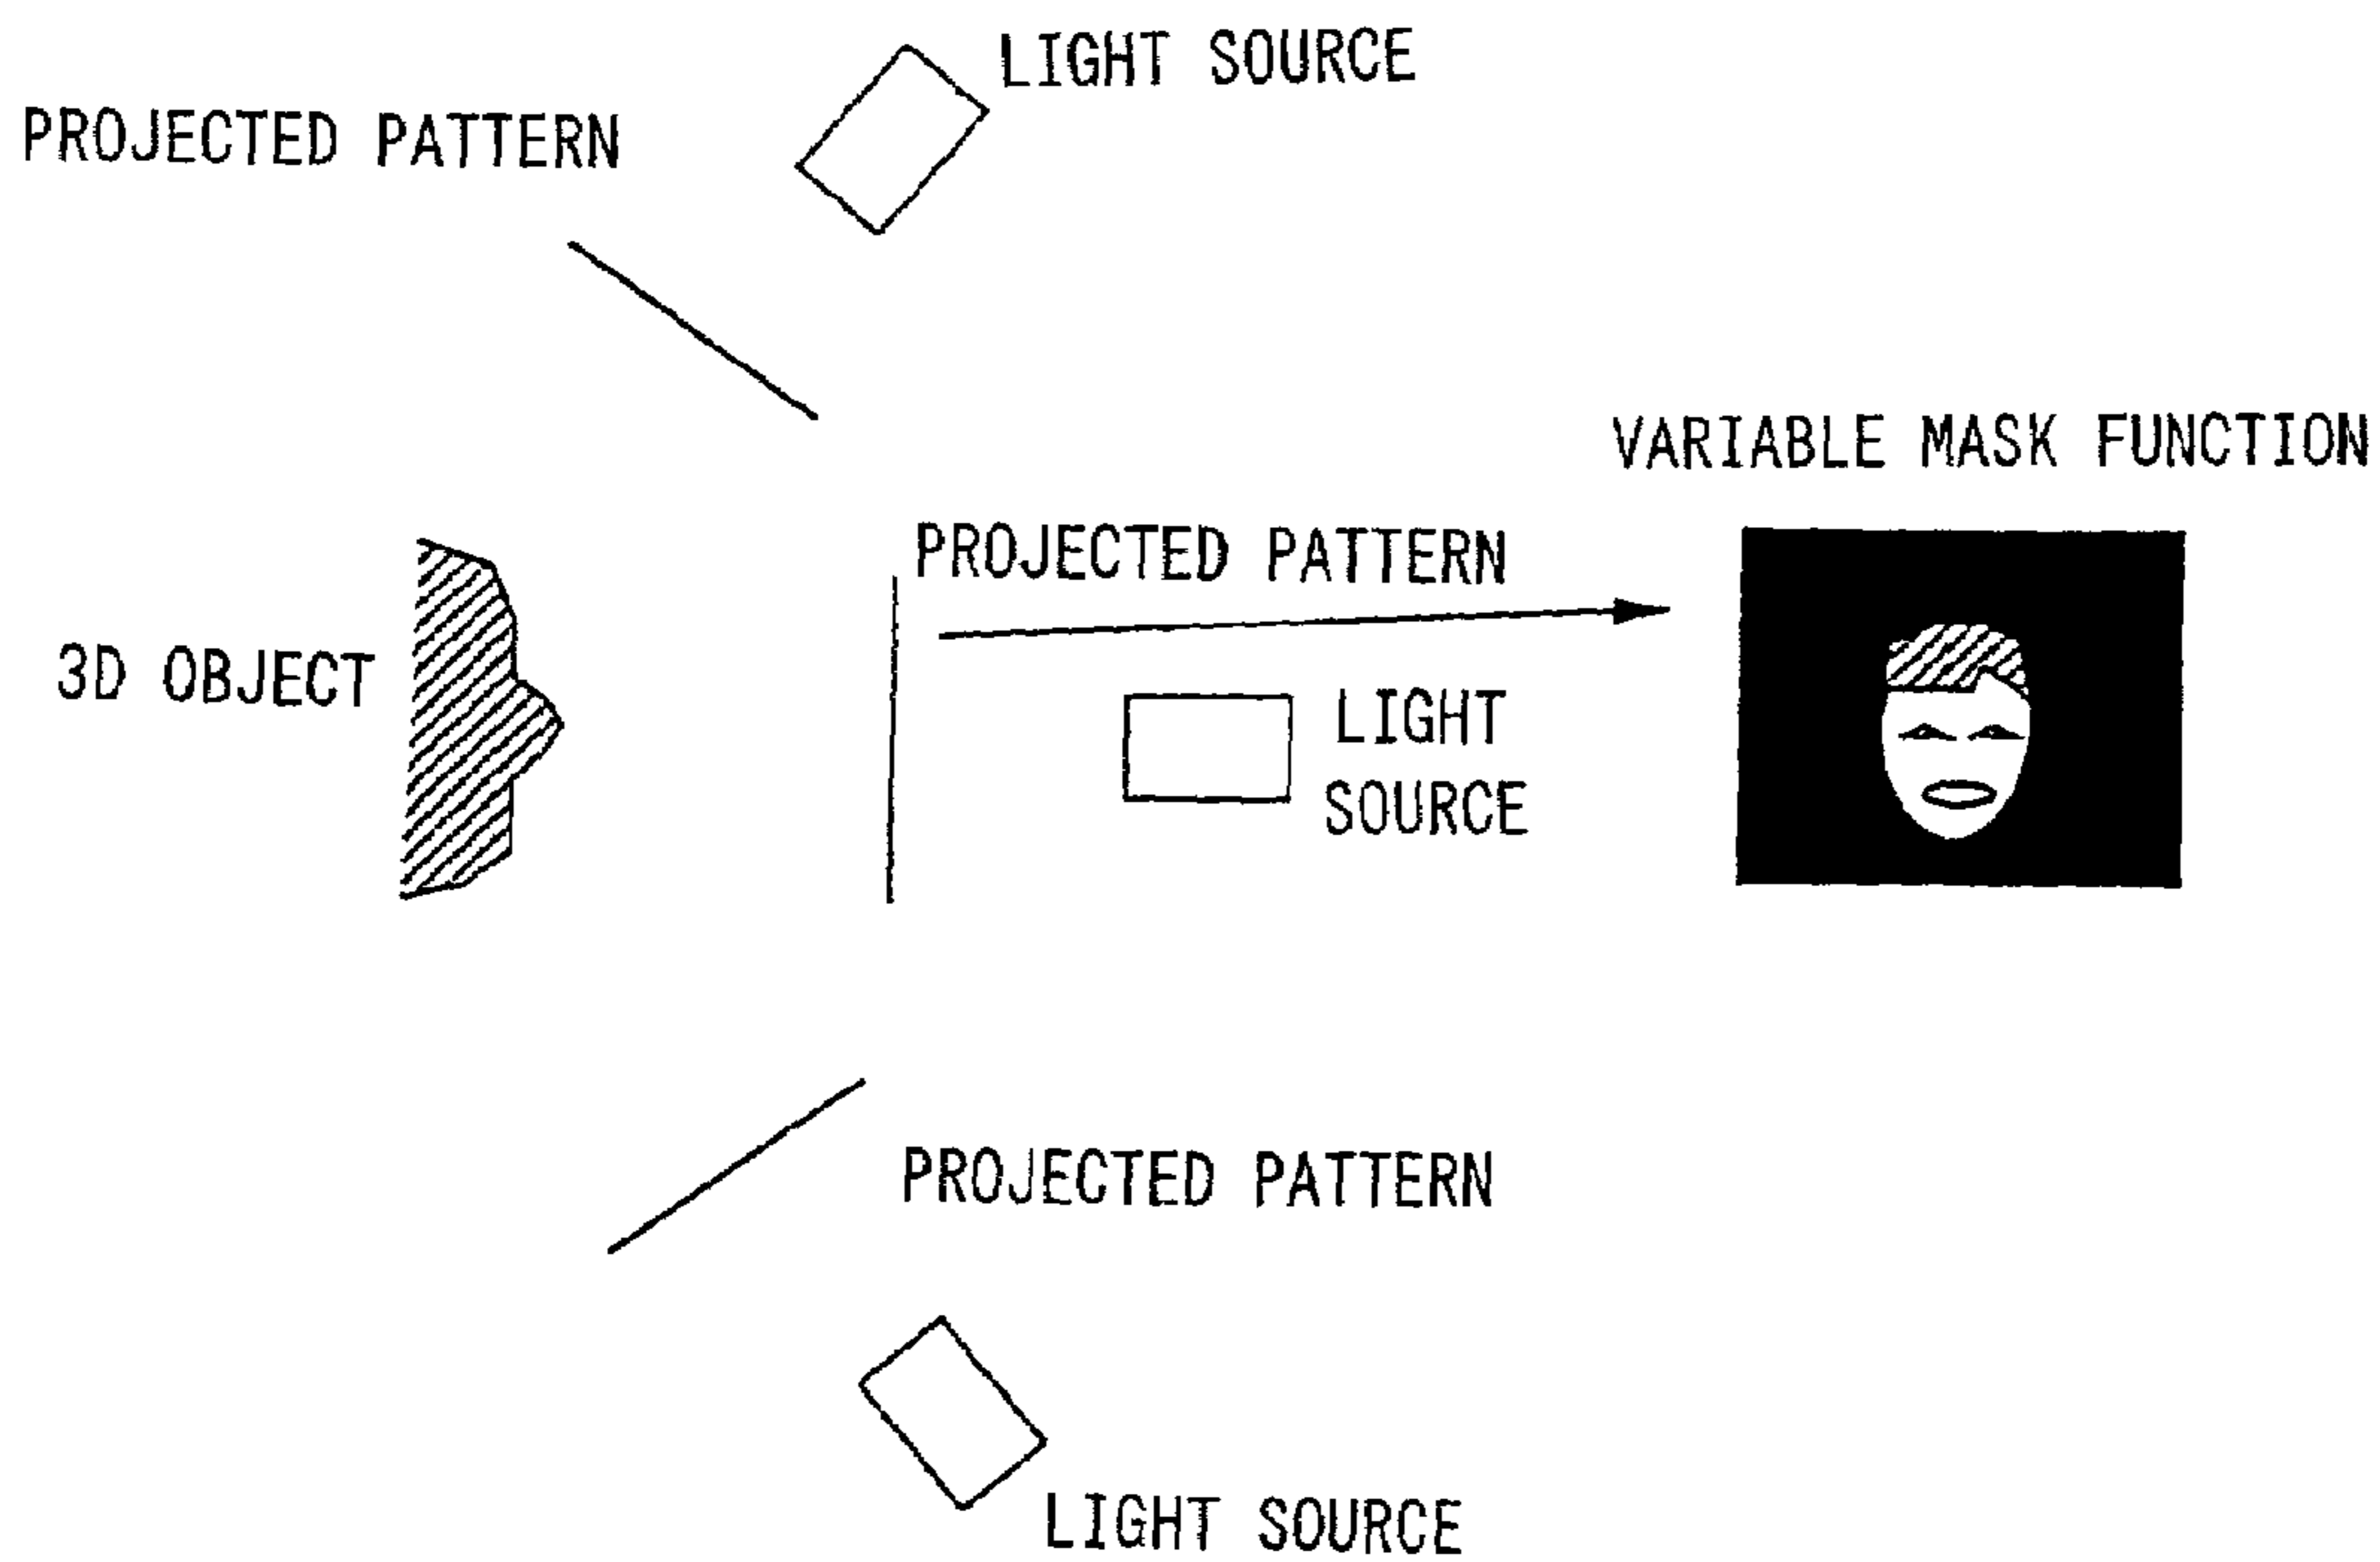 LIGHT SOURCE
PROJECTED PATTERN
VARIABLE MASK FUNCTION
PROJECTED PATTERN
3D OBJECT
LIGHT
SOURCE
PROJECTED PATTERN
LIGHT SOURCE